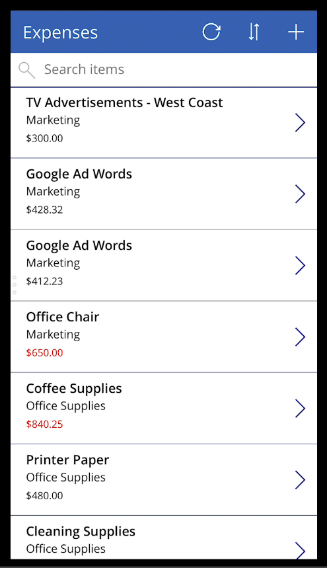 Expenses
Search items
TV Advertisements - West Coast
Marketing
$300.00
Google Ad Words
Marketing
$428.32
Google Ad Words
Marketing
$412.23
Office Chair
Marketing
$650.00
Coffee Supplies
Office Supplies
$840.25
Printer Paper
Office Supplies
$480.00
Cleaning Supplies
Office Supplies